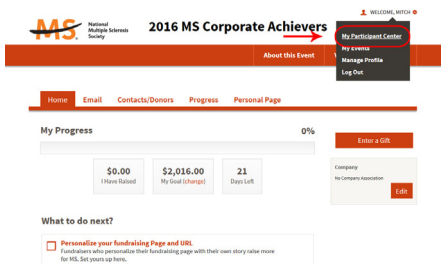 WELCOME, MITCH
MS
National
Multiple Sclerosis
Society
2016 MS Corporate Achievers
My Participant Center
My Events
Manage Profile
Log Out
About this Event
Home Email Contacts/Donors Progress Personal Page
My Progress 0%
$0.00
I Have Raised
$2,016.00
My Goal (change)
21
Days Left
Enter a Gift
Company
No Company Association
Edit
What to do next?
Personalize your fundraising Page and URL
Fundraisers who personalize their fundraising page with their own story raise more
for MS. Set yours up here.